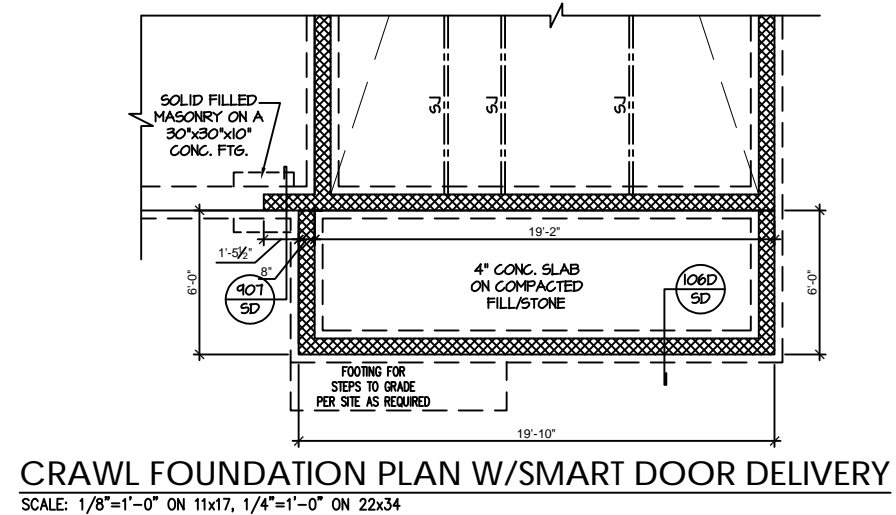 SOLID FILLED
MASONRY ON A
30"x30"x10"
CONC. FTG.
SJ
SJ
SJ
1'-5½"
8"
19'-2"
6'-0"
6'-0"
907
SD
4" CONC. SLAB
ON COMPACTED
FILL/STONE
106D
SD
FOOTING FOR
STEPS TO GRADE
PER SITE AS REQUIRED
19'-10"
CRAWL FOUNDATION PLAN W/SMART DOOR DELIVERY
SCALE: 1/8"=1'-0" ON 11x17, 1/4"=1'-0" ON 22x34